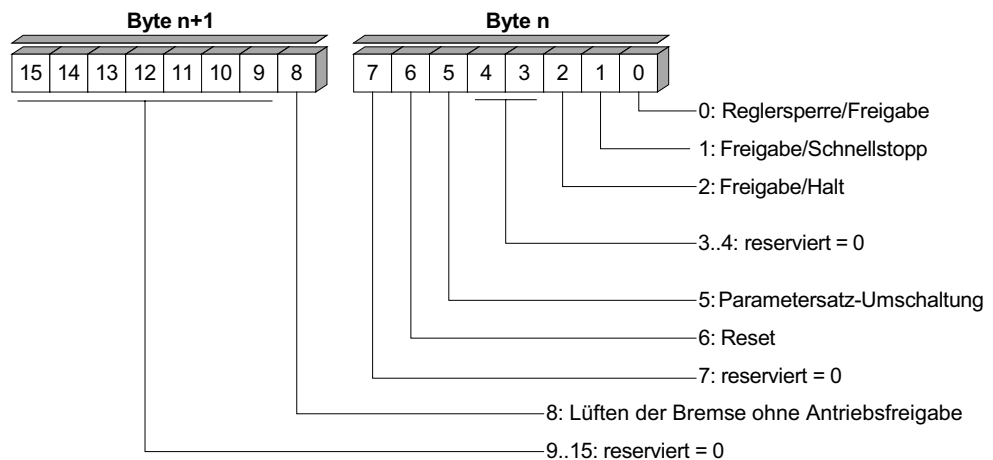 Byte n+1 Byte n
15 14 13 12 11 10 9 8 7 6 5 4 3 2 1 0
0: Reglersperre/Freigabe
1: Freigabe/Schnellstopp
2: Freigabe/Halt
3..4: reserviert = 0
5: Parametersatz-Umschaltung
6: Reset
7: reserviert = 0
8: Lüften der Bremse ohne Antriebsfreigabe
9..15: reserviert = 0